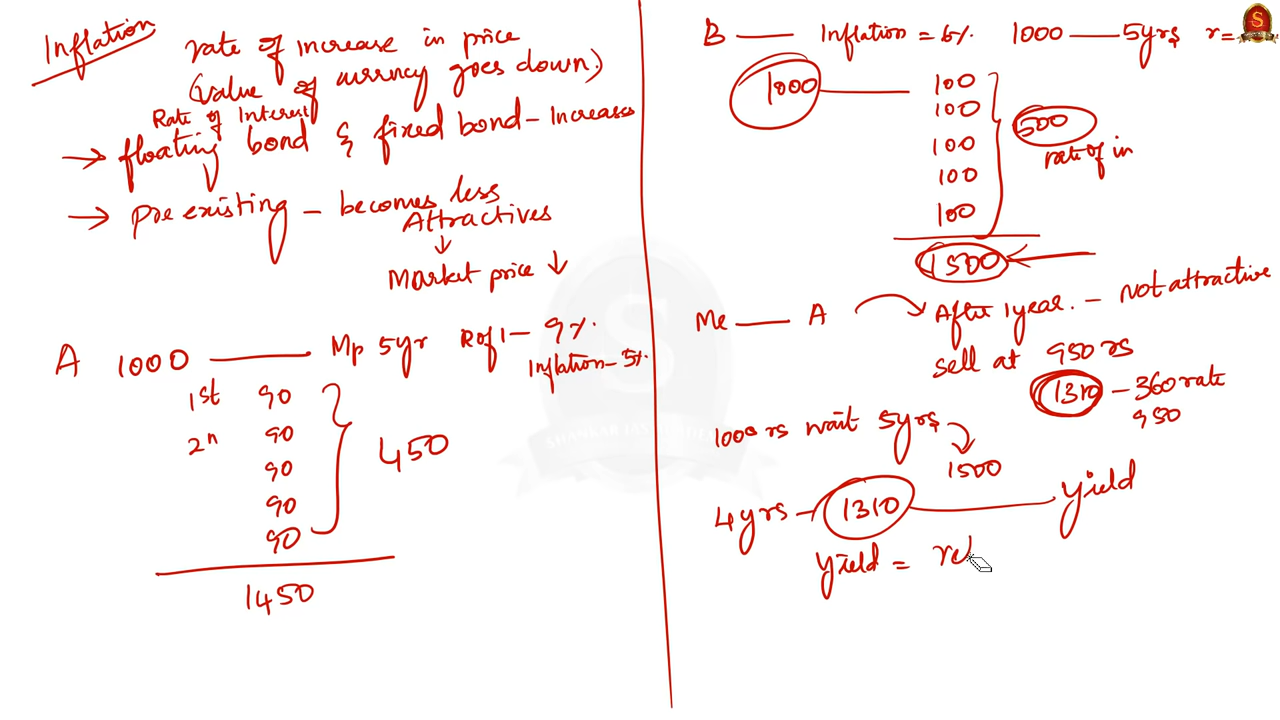 Inflation
rate of increase in price
(value of currency goes down)
Rate of Interest
→ floating bond & fixed bond - Increases
→ Pre existing - becomes less
Attractives
↓
Market price ↓
A 1000 — Mp 5yr R of I - 9%.
Inflation - 5%.
1st 90
2n 90
90
90
90
450
1450
B — Inflation = 6%. 1000 — 5yrs r=
1000 — 100
100
100
100
100
500
rate of in
1500
Me — A → After 1 year. - Not attractive
sell at 950 rs
1310 - 360 rate
950
1000 rs wait 5yrs
1500
4yrs - 1310 — yield
yield = re
S
SHANKAR IAS